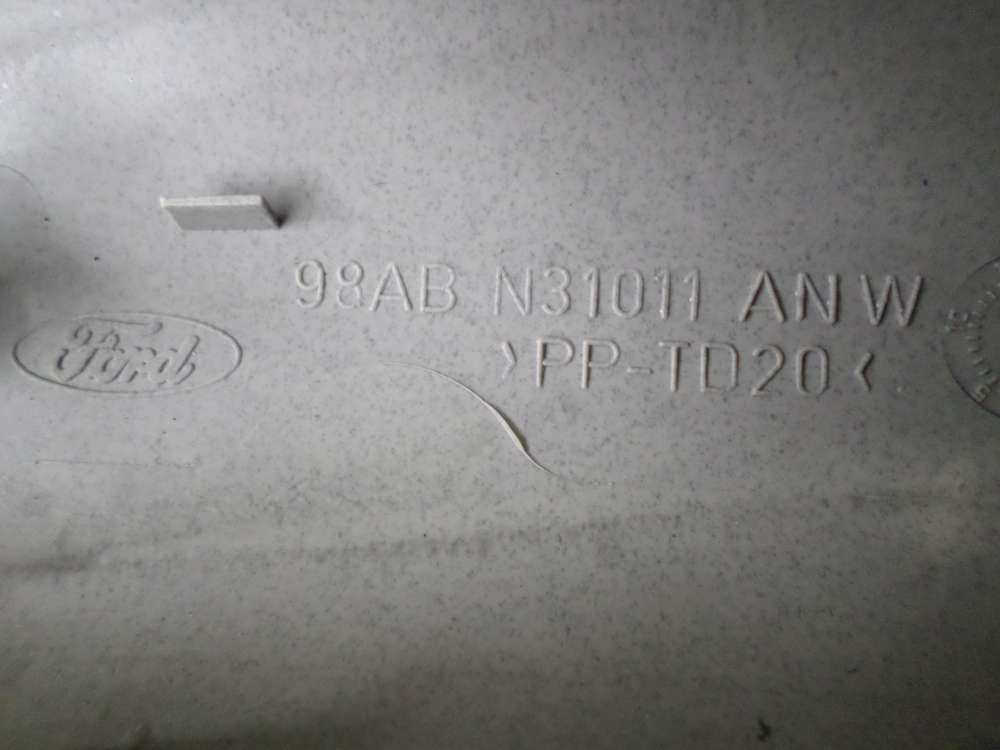 98AB N31011 ANW
Ford
>PP-TD20<